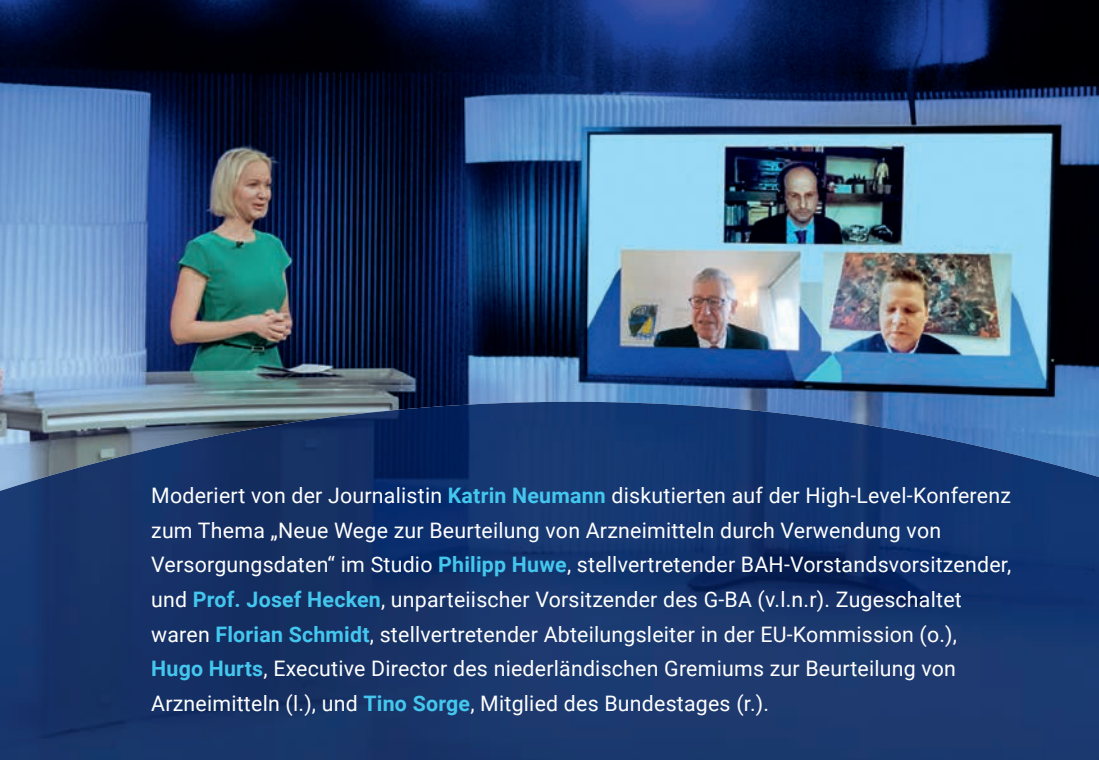 Moderiert von der Journalistin Katrin Neumann diskutierten auf der High-Level-Konferenz
zum Thema „Neue Wege zur Beurteilung von Arzneimitteln durch Verwendung von
Versorgungsdaten“ im Studio Philipp Huwe, stellvertretender BAH-Vorstandsvorsitzender,
und Prof. Josef Hecken, unparteiischer Vorsitzender des G-BA (v.l.n.r). Zugeschaltet
waren Florian Schmidt, stellvertretender Abteilungsleiter in der EU-Kommission (o.),
Hugo Hurts, Executive Director des niederländischen Gremiums zur Beurteilung von
Arzneimitteln (l.), und Tino Sorge, Mitglied des Bundestages (r.).